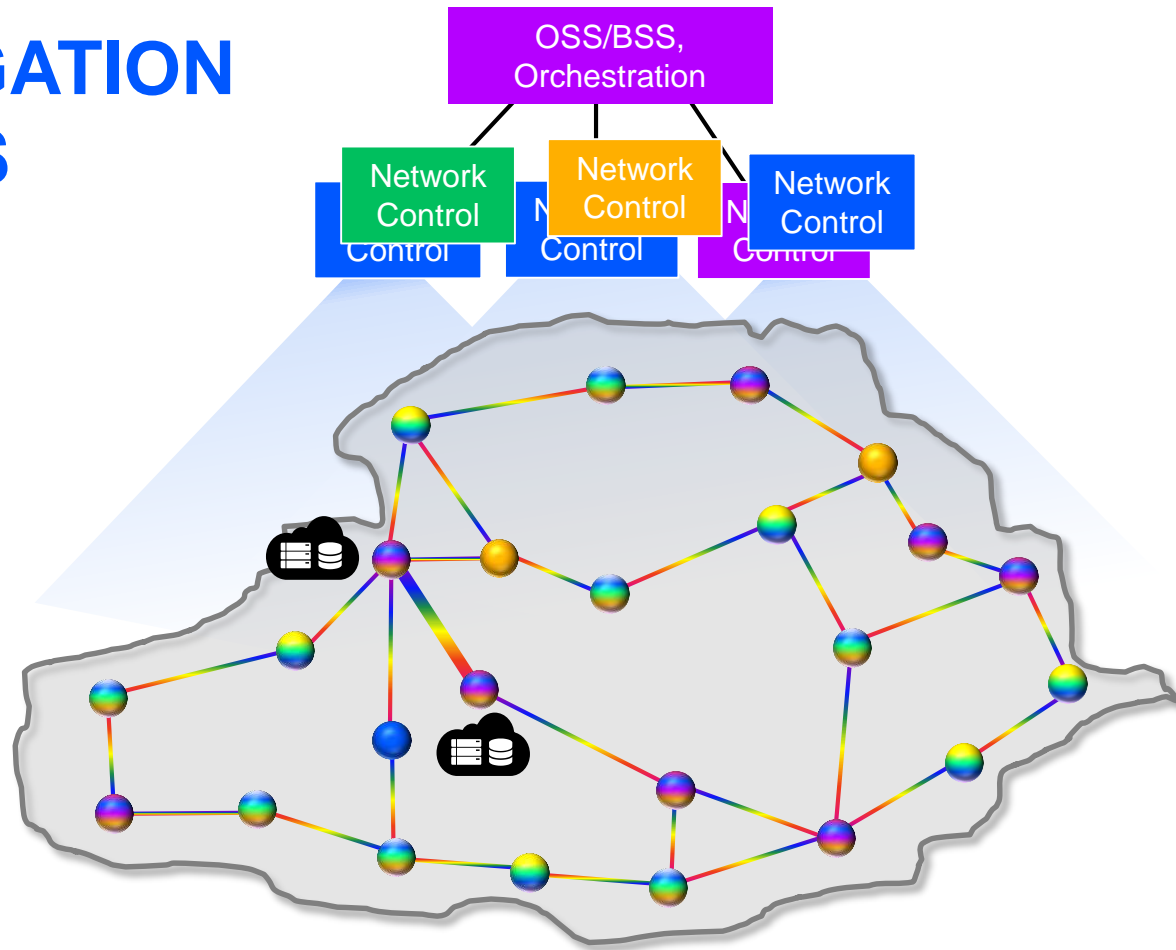 GATION
S
OSS/BSS,
Orchestration
Network
Control
Network
Control
Network
Control
Control
N
Control
N
Control